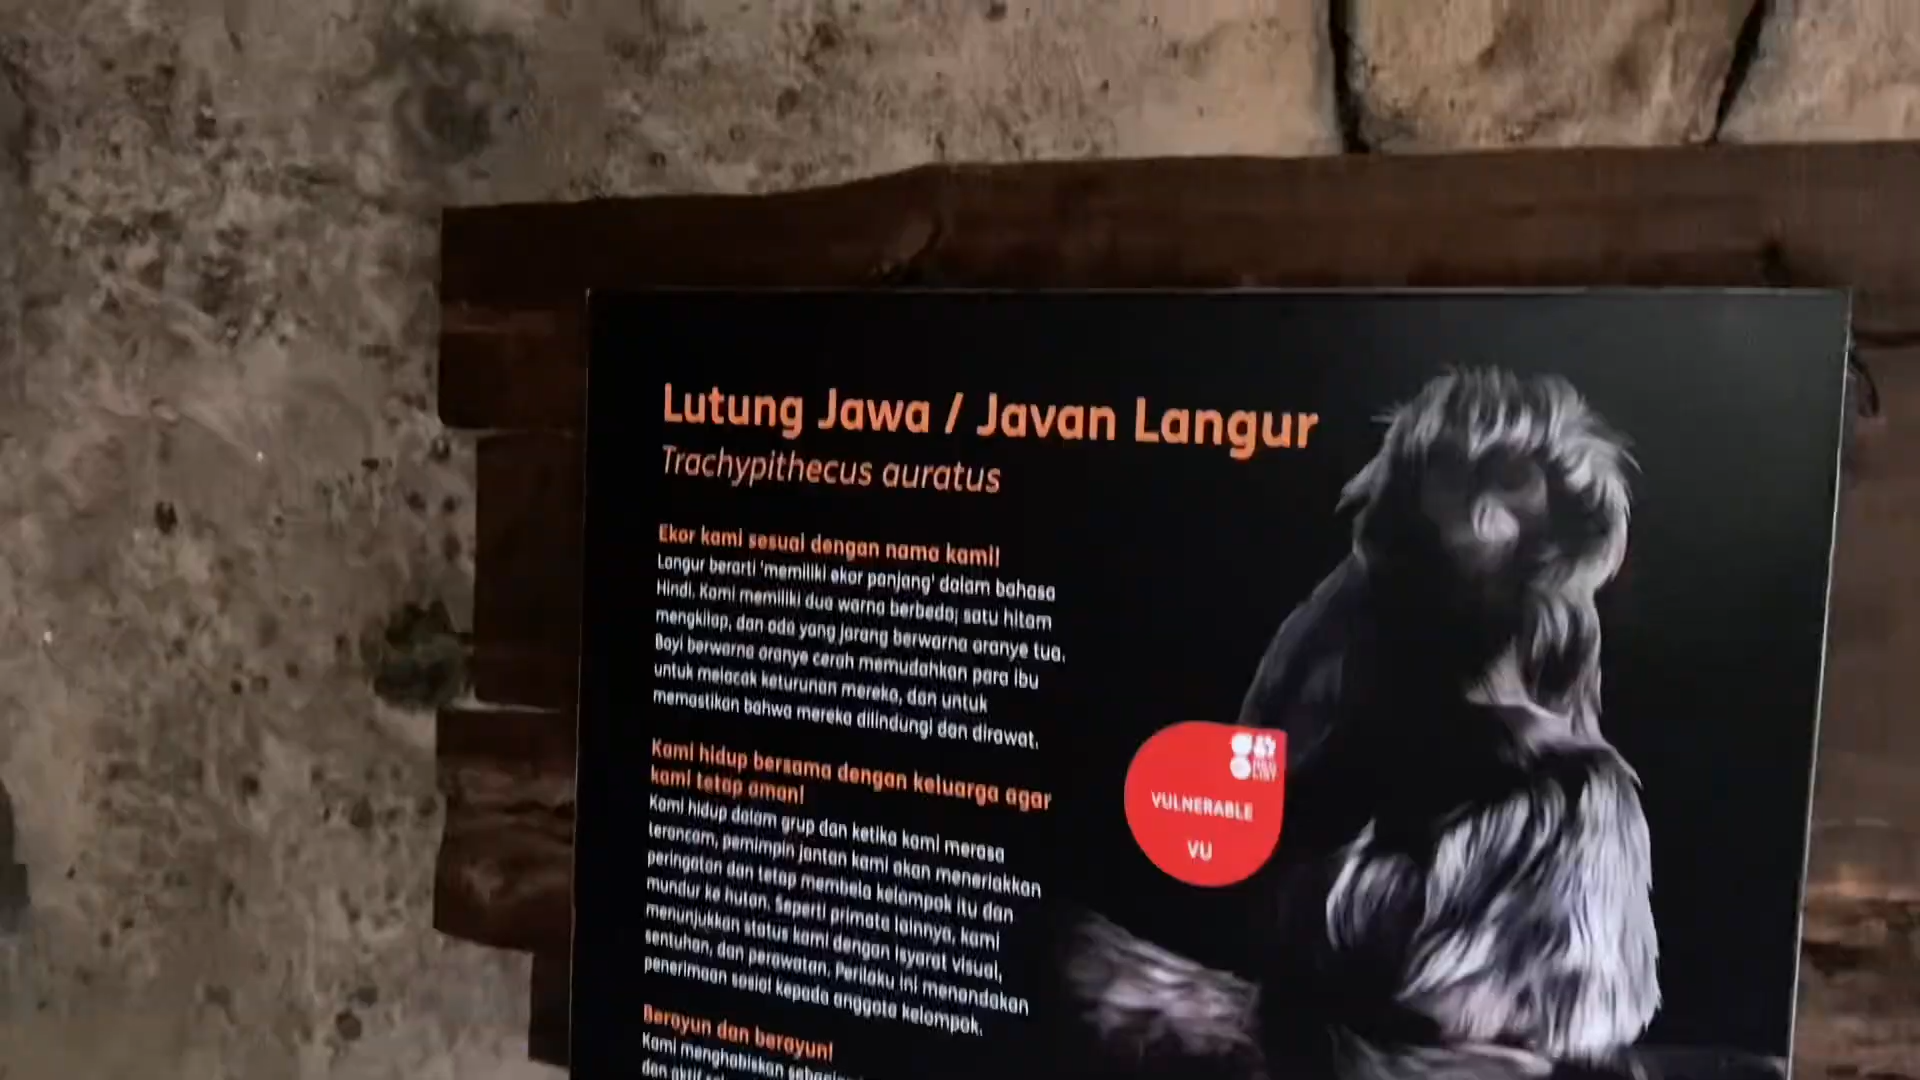 Lutung Jawa / Javan Langur
Trachypithecus auratus
Ekor kami sesuai dengan nama kami!
Langur berarti 'memiliki ekor panjang' dalam bahasa
Hindi. Kami memiliki dua warna berbeda; satu hitam
mengkilap, dan ada yang jarang berwarna oranye tua.
Bayi berwarna oranye cerah memudahkan para ibu
untuk melacak keturunan mereka, dan untuk
memastikan bahwa mereka dilindungi dan dirawat.
Kami hidup bersama dengan keluarga agar
kami tetap aman!
Kami hidup dalam grup dan ketika kami merasa
terancam, pemimpin jantan kami akan meneriakkan
peringatan dan tetap membela kelompok itu dan
mundur ke hutan. Seperti primata lainnya, kami
menunjukkan status kami dengan isyarat visual,
sentuhan, dan perawatan. Perilaku ini menandakan
penerimaan sosial kepada anggota kelompok.
Berayun dan berayun!
Kami menghabiskan
dan aktif
RED
LIST
VULNERABLE
VU